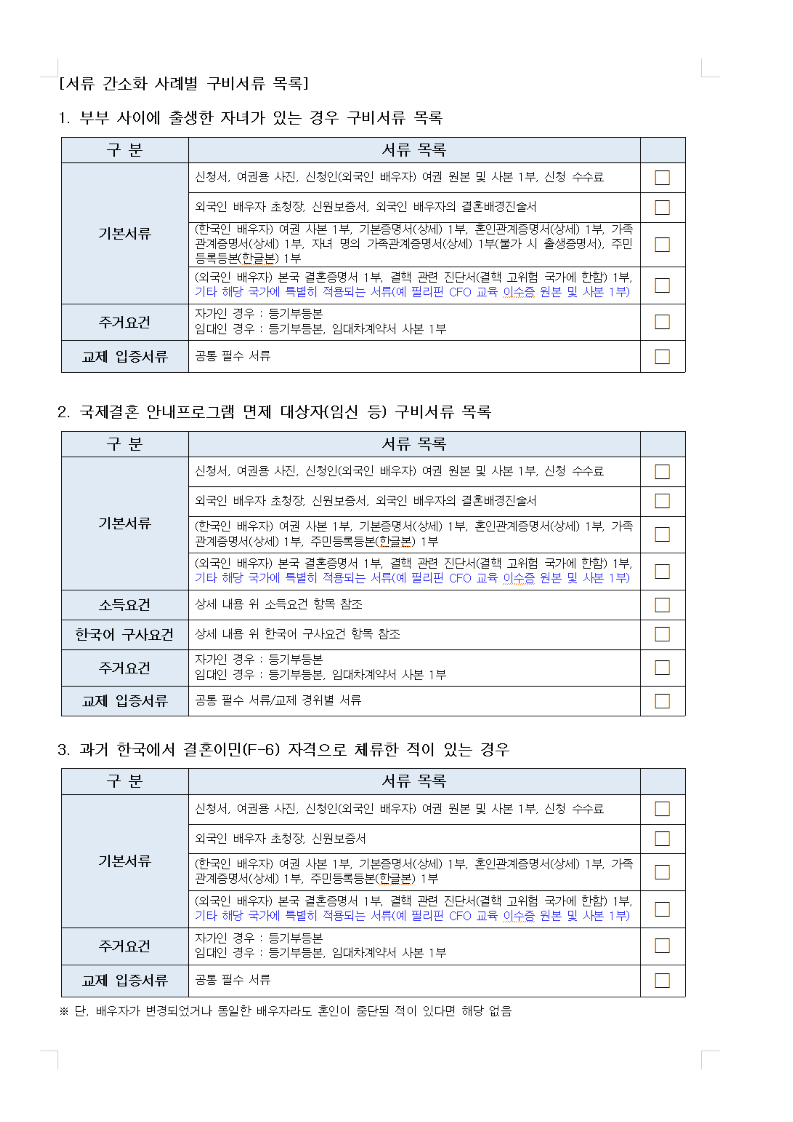 [서류 간소화 사례별 구비서류 목록]
1. 부부 사이에 출생한 자녀가 있는 경우 구비서류 목록
구 분 서류 목록
기본서류
신청서, 여권용 사진, 신청인(외국인 배우자) 여권 원본 및 사본 1부, 신청 수수료 □
외국인 배우자 초청장, 신원보증서, 외국인 배우자의 결혼배경진술서 □
(한국인 배우자) 여권 사본 1부, 기본증명서(상세) 1부, 혼인관계증명서(상세) 1부, 가족
관계증명서(상세) 1부, 자녀 명의 가족관계증명서(상세) 1부(불가 시 출생증명서), 주민 □
등록등본(한글본) 1부
(외국인 배우자) 본국 결혼증명서 1부, 결핵 관련 진단서(결핵 고위험 국가에 한함) 1부, □
기타 해당 국가에 특별히 적용되는 서류(예 필리핀 CFO 교육 이수증 원본 및 사본 1부)
주거요건
자가인 경우 : 등기부등본 □
임대인 경우 : 등기부등본, 임대차계약서 사본 1부
교제 입증서류 공통 필수 서류 □
2. 국제결혼 안내프로그램 면제 대상자(임신 등) 구비서류 목록
구 분 서류 목록
기본서류
신청서, 여권용 사진, 신청인(외국인 배우자) 여권 원본 및 사본 1부, 신청 수수료 □
외국인 배우자 초청장, 신원보증서, 외국인 배우자의 결혼배경진술서 □
(한국인 배우자) 여권 사본 1부, 기본증명서(상세) 1부, 혼인관계증명서(상세) 1부, 가족 □
관계증명서(상세) 1부, 주민등록등본(한글본) 1부
(외국인 배우자) 본국 결혼증명서 1부, 결핵 관련 진단서(결핵 고위험 국가에 한함) 1부, □
기타 해당 국가에 특별히 적용되는 서류(예 필리핀 CFO 교육 이수증 원본 및 사본 1부)
소득요건 상세 내용 위 소득요건 항목 참조 □
한국어 구사요건 상세 내용 위 한국어 구사요건 항목 참조 □
주거요건
자가인 경우 : 등기부등본 □
임대인 경우 : 등기부등본, 임대차계약서 사본 1부
교제 입증서류 공통 필수 서류/교제 경위별 서류 □
3. 과거 한국에서 결혼이민(F-6) 자격으로 체류한 적이 있는 경우
구 분 서류 목록
기본서류
신청서, 여권용 사진, 신청인(외국인 배우자) 여권 원본 및 사본 1부, 신청 수수료 □
외국인 배우자 초청장, 신원보증서 □
(한국인 배우자) 여권 사본 1부, 기본증명서(상세) 1부, 혼인관계증명서(상세) 1부, 가족 □
관계증명서(상세) 1부, 주민등록등본(한글본) 1부
(외국인 배우자) 본국 결혼증명서 1부, 결핵 관련 진단서(결핵 고위험 국가에 한함) 1부, □
기타 해당 국가에 특별히 적용되는 서류(예 필리핀 CFO 교육 이수증 원본 및 사본 1부)
주거요건
자가인 경우 : 등기부등본 □
임대인 경우 : 등기부등본, 임대차계약서 사본 1부
교제 입증서류 공통 필수 서류 □
※ 단, 배우자가 변경되었거나 동일한 배우자라도 혼인이 중단된 적이 있다면 해당 없음